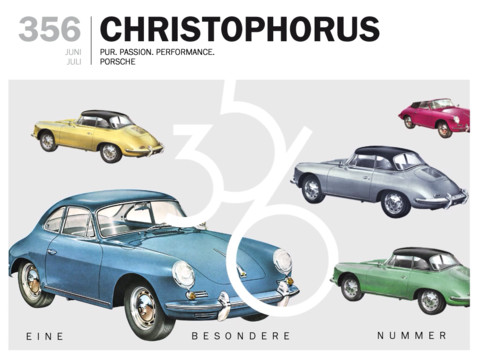 356 CHRISTOPHORUS
JUNI PUR. PASSION. PERFORMANCE.
JULI PORSCHE
356
EINE BESONDERE NUMMER